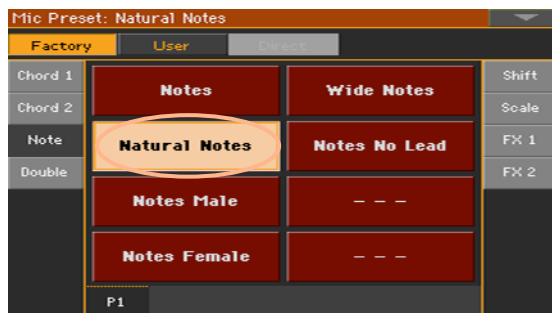 Mic Preset: Natural Notes
Factory User Direct
Chord 1
Chord 2
Note
Double
Notes Wide Notes
Natural Notes Notes No Lead
Notes Male - - -
Notes Female - - -
Shift
Scale
FX 1
FX 2
P1